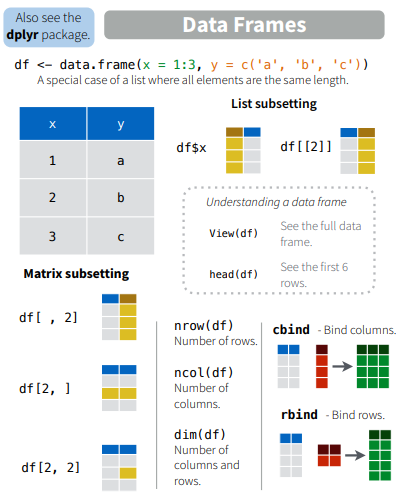 Also see the
dplyr package.
Data Frames
df <- data.frame(x = 1:3, y = c('a', 'b', 'c'))
A special case of a list where all elements are the same length.
x y
1 a
2 b
3 c
List subsetting
df$x
df[[2]]
Understanding a data frame
View(df) See the full data
frame.
head(df) See the first 6
rows.
Matrix subsetting
df[ , 2]
df[2, ]
df[2, 2]
nrow(df)
Number of rows.
ncol(df)
Number of
columns.
dim(df)
Number of
columns and
rows.
cbind - Bind columns.
rbind - Bind rows.